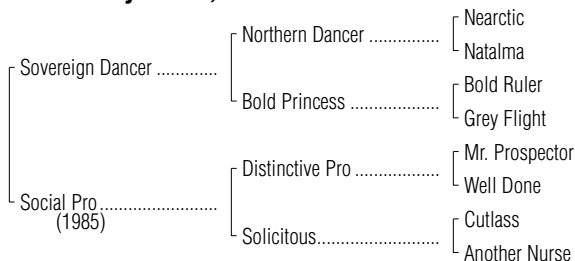 Nearctic
Northern Dancer ...............
Natalma
Sovereign Dancer .............
Bold Ruler
Bold Princess ...................
Grey Flight
Mr. Prospector
Distinctive Pro ..................
Well Done
Social Pro.........................
(1985)
Cutlass
Solicitous..........................
Another Nurse